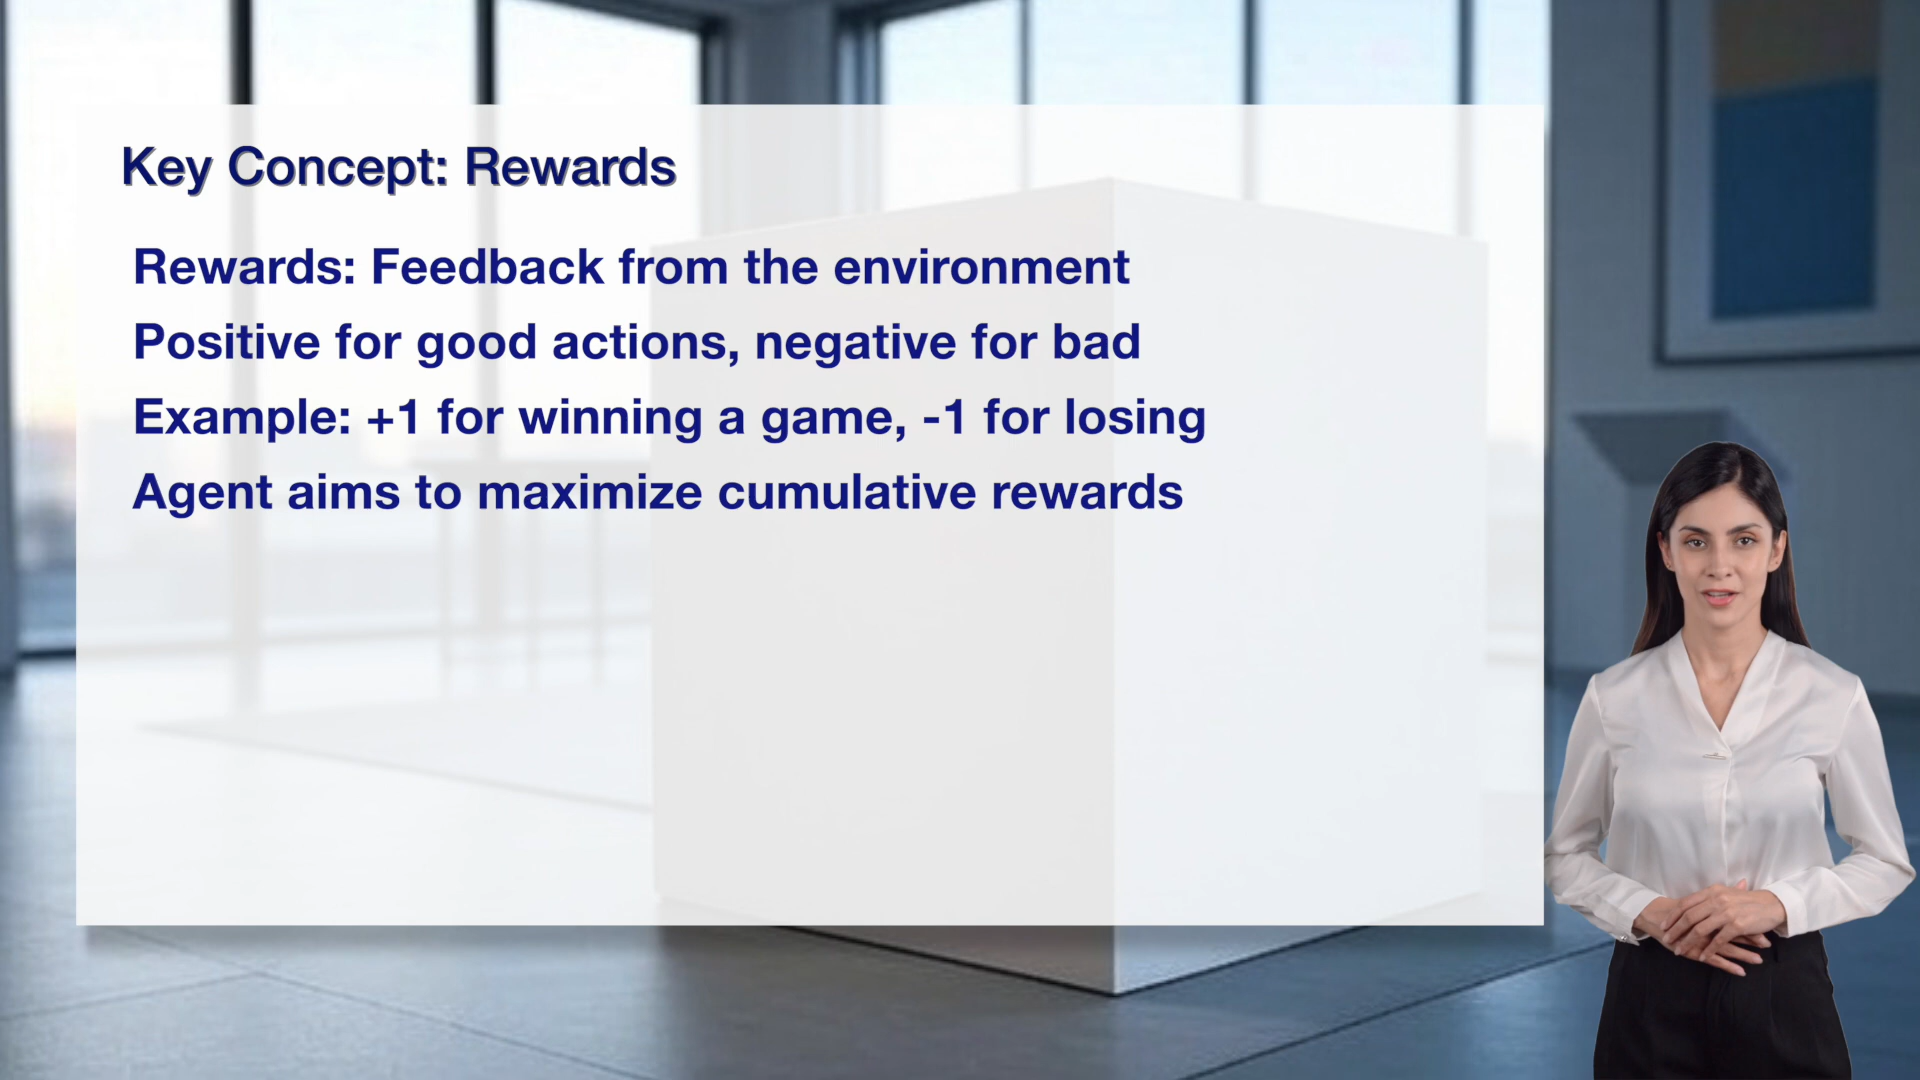 Key Concept: Rewards
Rewards: Feedback from the environment
Positive for good actions, negative for bad
Example: +1 for winning a game, -1 for losing
Agent aims to maximize cumulative rewards